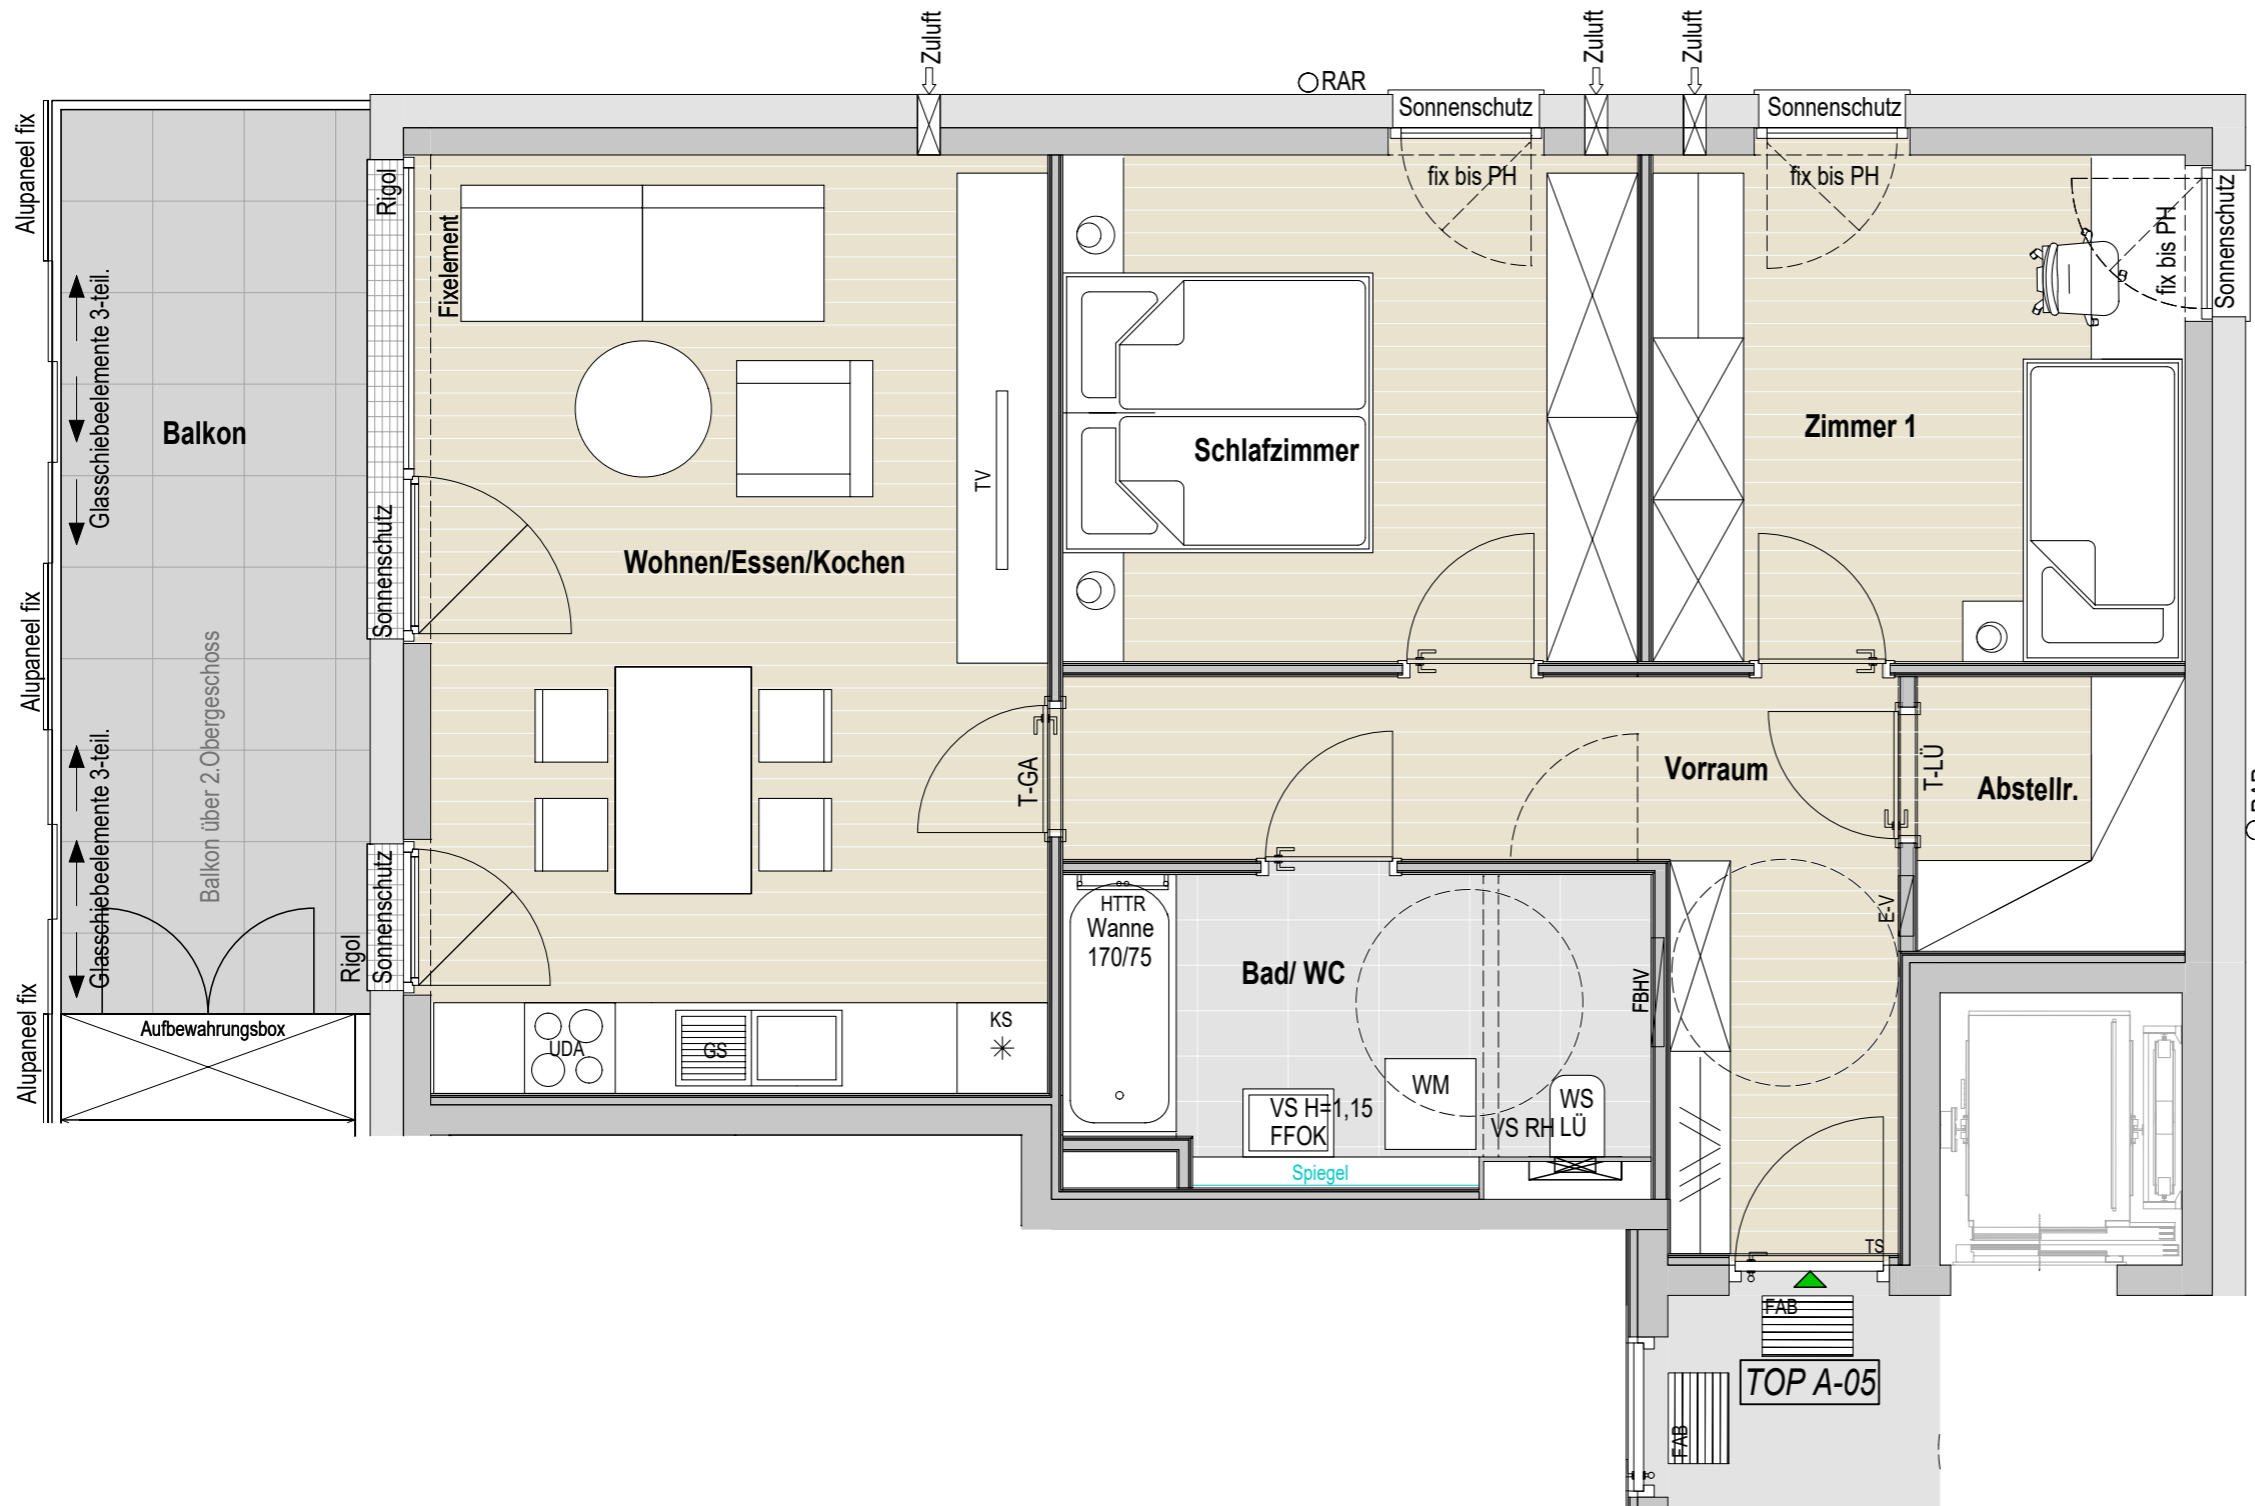 Zuluft
Zuluft
Zuluft
RAR
Sonnenschutz
Sonnenschutz
Alupaneel fix
Rigol
Fixelement
fix bis PH
fix bis PH
fix bis PH
Sonnenschutz
Glasschiebeelemente 3-teil.
Balkon
Schlafzimmer
Zimmer 1
TV
Sonnenschutz
Wohnen/Essen/Kochen
Alupaneel fix
Balkon über 2.Obergeschoss
Glasschiebeelemente 3-teil.
T-GA
Vorraum
T-LÜ
Abstellr.
RAR
HTTR
Wanne
170/75
E-V
Rigol
Sonnenschutz
Bad/ WC
FBHV
Alupaneel fix
Aufbewahrungsbox
UDA
GS
KS
WM
WS
VS H=1,15
FFOK
VS RH LÜ
Spiegel
TS
FAB
TOP A-05
FAB